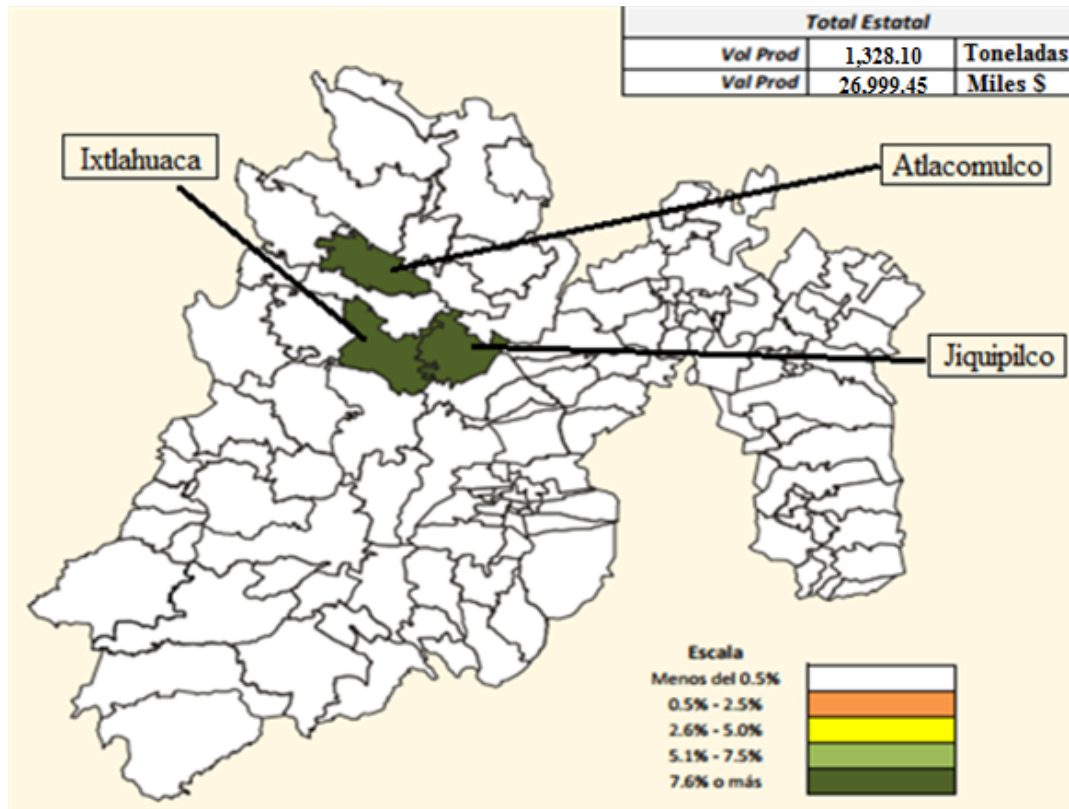 Total Estatal
Vol Prod 1,328.10 Toneladas
Val Prod 26,999.45 Miles $
Ixtlahuaca
Atlacomulco
Jiquipilco
Escala
Menos del 0.5%
0.5% - 2.5%
2.6% - 5.0%
5.1% - 7.5%
7.6% o más